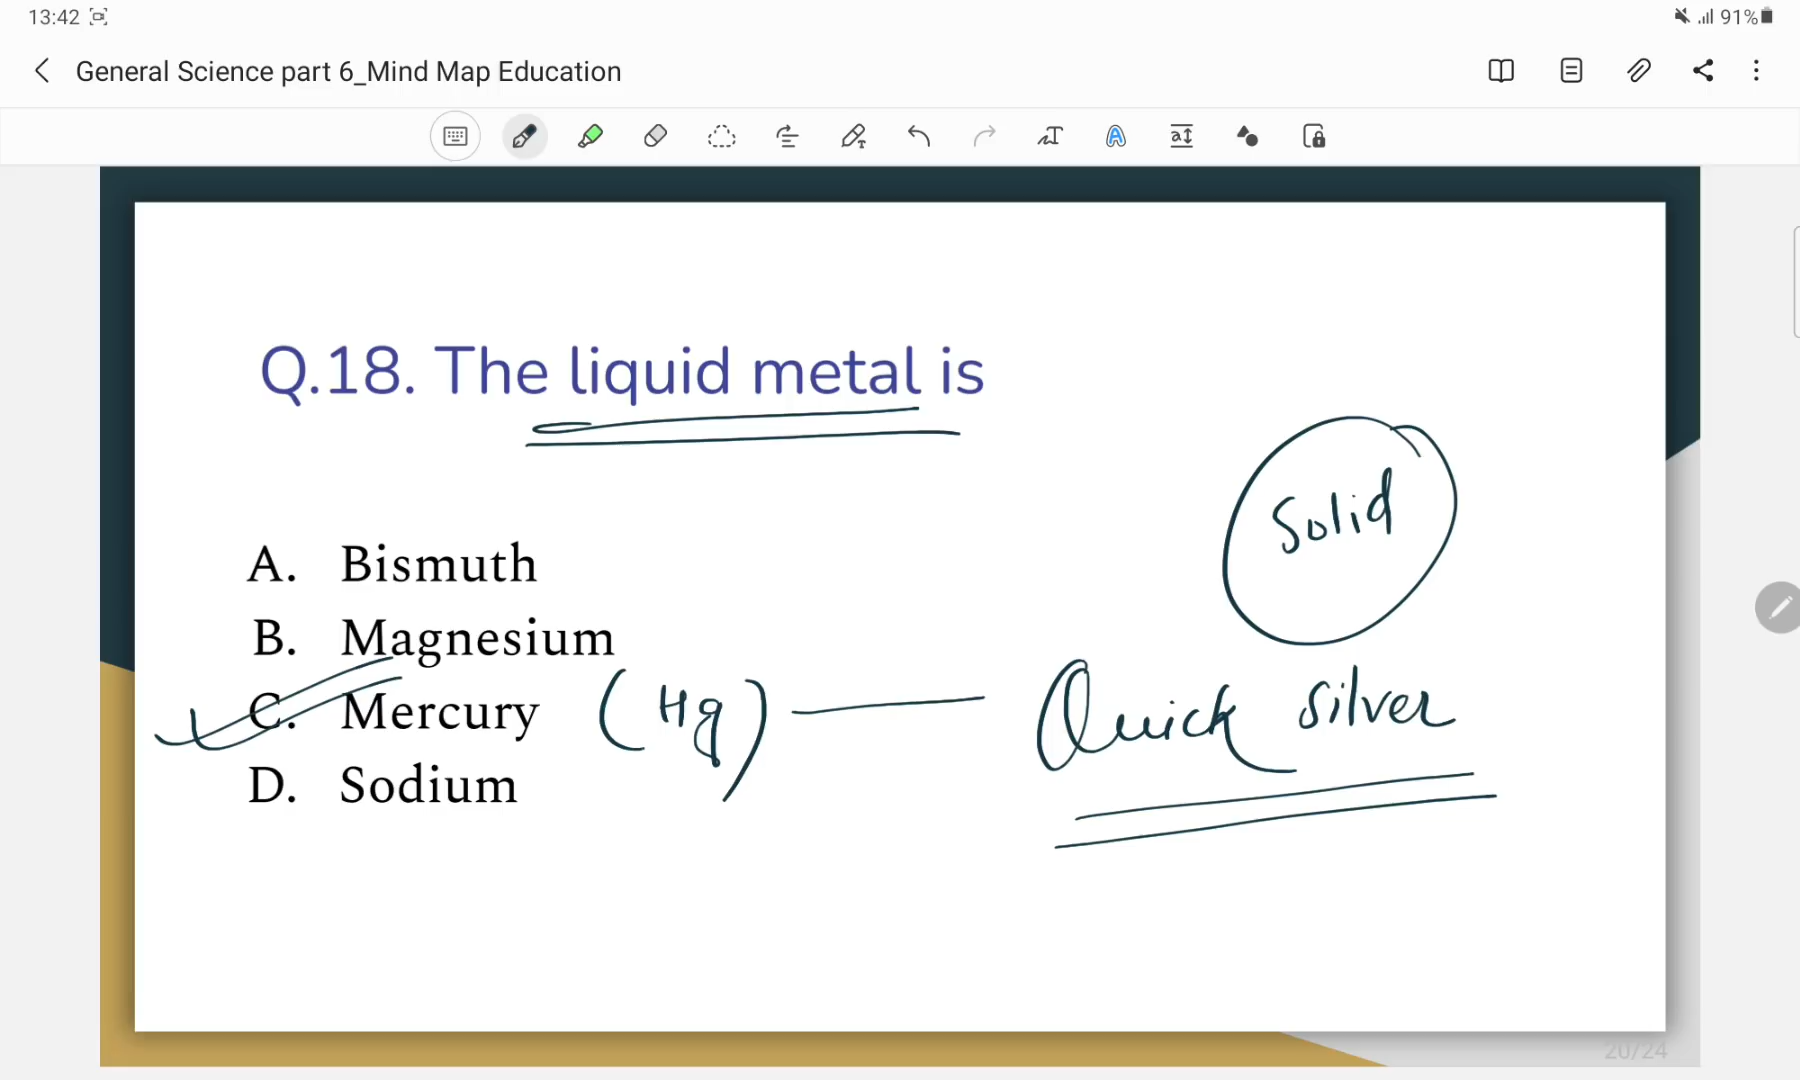 13:42
91%
General Science part 6_Mind Map Education
Q.18. The liquid metal is
Solid
A. Bismuth
B. Magnesium
C. Mercury (Hg) — Quick silver
D. Sodium
20/24